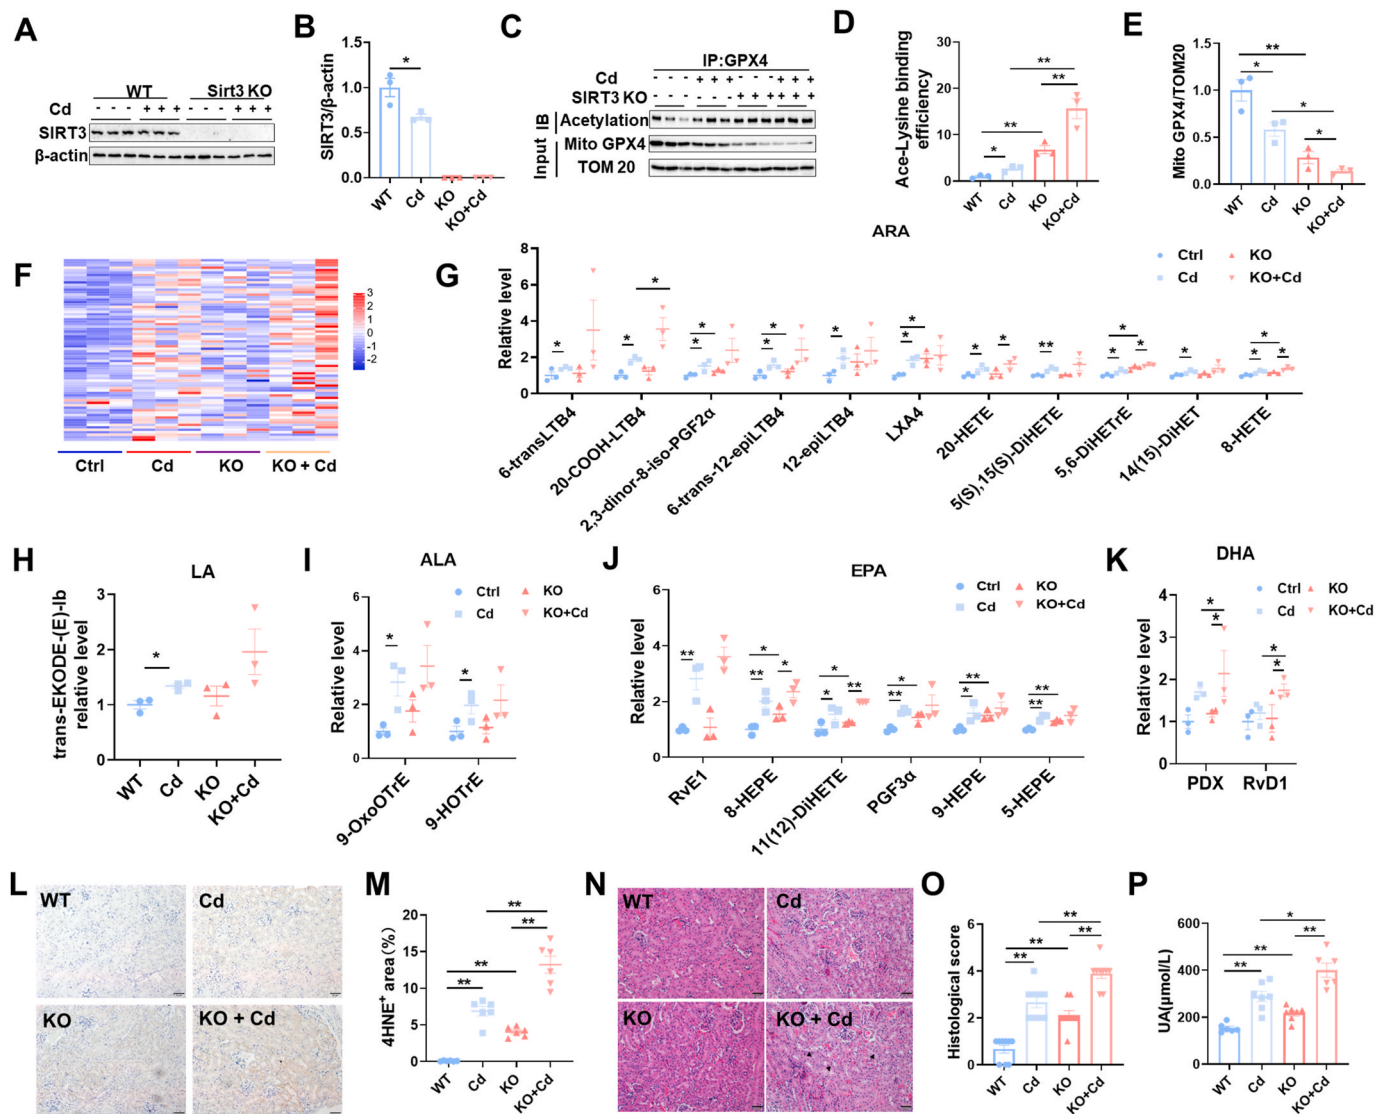 A
WT
Sirt3 KO
Cd
- - - + + + - - - + + +
SIRT3
β-actin
B
SIRT3/β-actin
1.5
1.0
0.5
0.0
*
WT
Cd
KO
KO+Cd
C
IP:GPX4
Cd
- - - + + + - - - + + +
SIRT3 KO
- - - - - - + + + + + +
IB
Acetylation
Input
Mito GPX4
TOM 20
D
Ace-Lysine binding
efficiency
30
20
10
0
**
**
**
*
WT
Cd
KO
KO+Cd
E
Mito GPX4/TOM20
1.5
1.0
0.5
0.0
**
*
*
*
WT
Cd
KO
KO+Cd
F
3
2
1
0
-1
-2
Ctrl
Cd
KO
KO + Cd
G
ARA
Relative level
8
6
4
2
0
Ctrl
KO
Cd
KO+Cd
* * * * * * * * * * * * ** * * * * * * *
6-transLTB4
20-COOH-LTB4
2,3-dinor-8-iso-PGF2α
6-trans-12-epiLTB4
12-epiLTB4
LXA4
20-HETE
5(S),15(S)-DiHETE
5,6-DiHETrE
14(15)-DiHET
8-HETE
H
LA
trans-EKODE-(E)-Ib
relative level
3
2
1
0
*
WT
Cd
KO
KO+Cd
I
ALA
Relative level
6
4
2
0
Ctrl
KO
Cd
KO+Cd
*
*
9-OxoOTrE
9-HOTrE
J
EPA
Relative level
6
4
2
0
Ctrl
KO
Cd
KO+Cd
** ** * * * * ** ** * * ** ** **
RvE1
8-HEPE
11(12)-DiHETE
PGF3α
9-HEPE
5-HEPE
K
DHA
Relative level
4
3
2
1
0
Ctrl
KO
Cd
KO+Cd
*
*
*
*
PDX
RvD1
L
WT
Cd
KO
KO + Cd
M
4HNE+ area(%)
20
15
10
5
0
**
**
**
**
WT
Cd
KO
KO+Cd
N
WT
Cd
KO
KO + Cd
O
Histological score
6
4
2
0
**
**
**
**
WT
Cd
KO
KO+Cd
P
UA(μmol/L)
600
400
200
0
*
**
**
**
WT
Cd
KO
KO+Cd